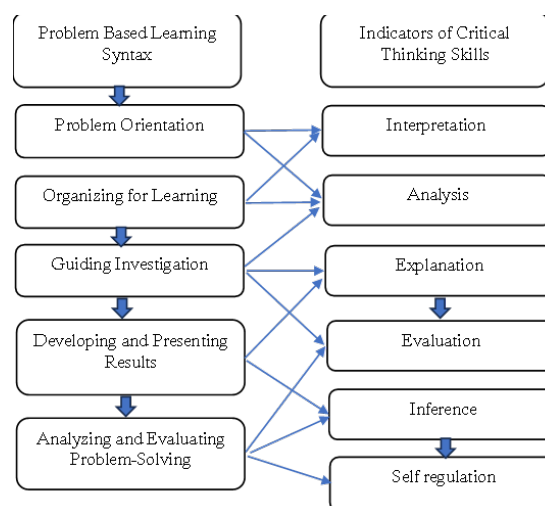 Problem Based Learning
Syntax
Indicators of Critical
Thinking Skills
Problem Orientation
Interpretation
Organizing for Learning
Analysis
Guiding Investigation
Explanation
Developing and Presenting
Results
Evaluation
Analyzing and Evaluating
Problem-Solving
Inference
Self regulation